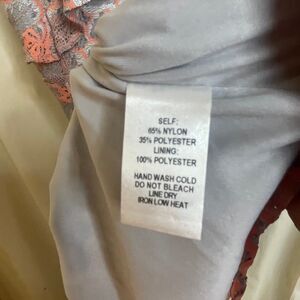 SELF:
65% NYLON
35% POLYESTER
LINING:
100% POLYESTER
HAND WASH COLD
DO NOT BLEACH
LINE DRY
IRON LOW HEAT